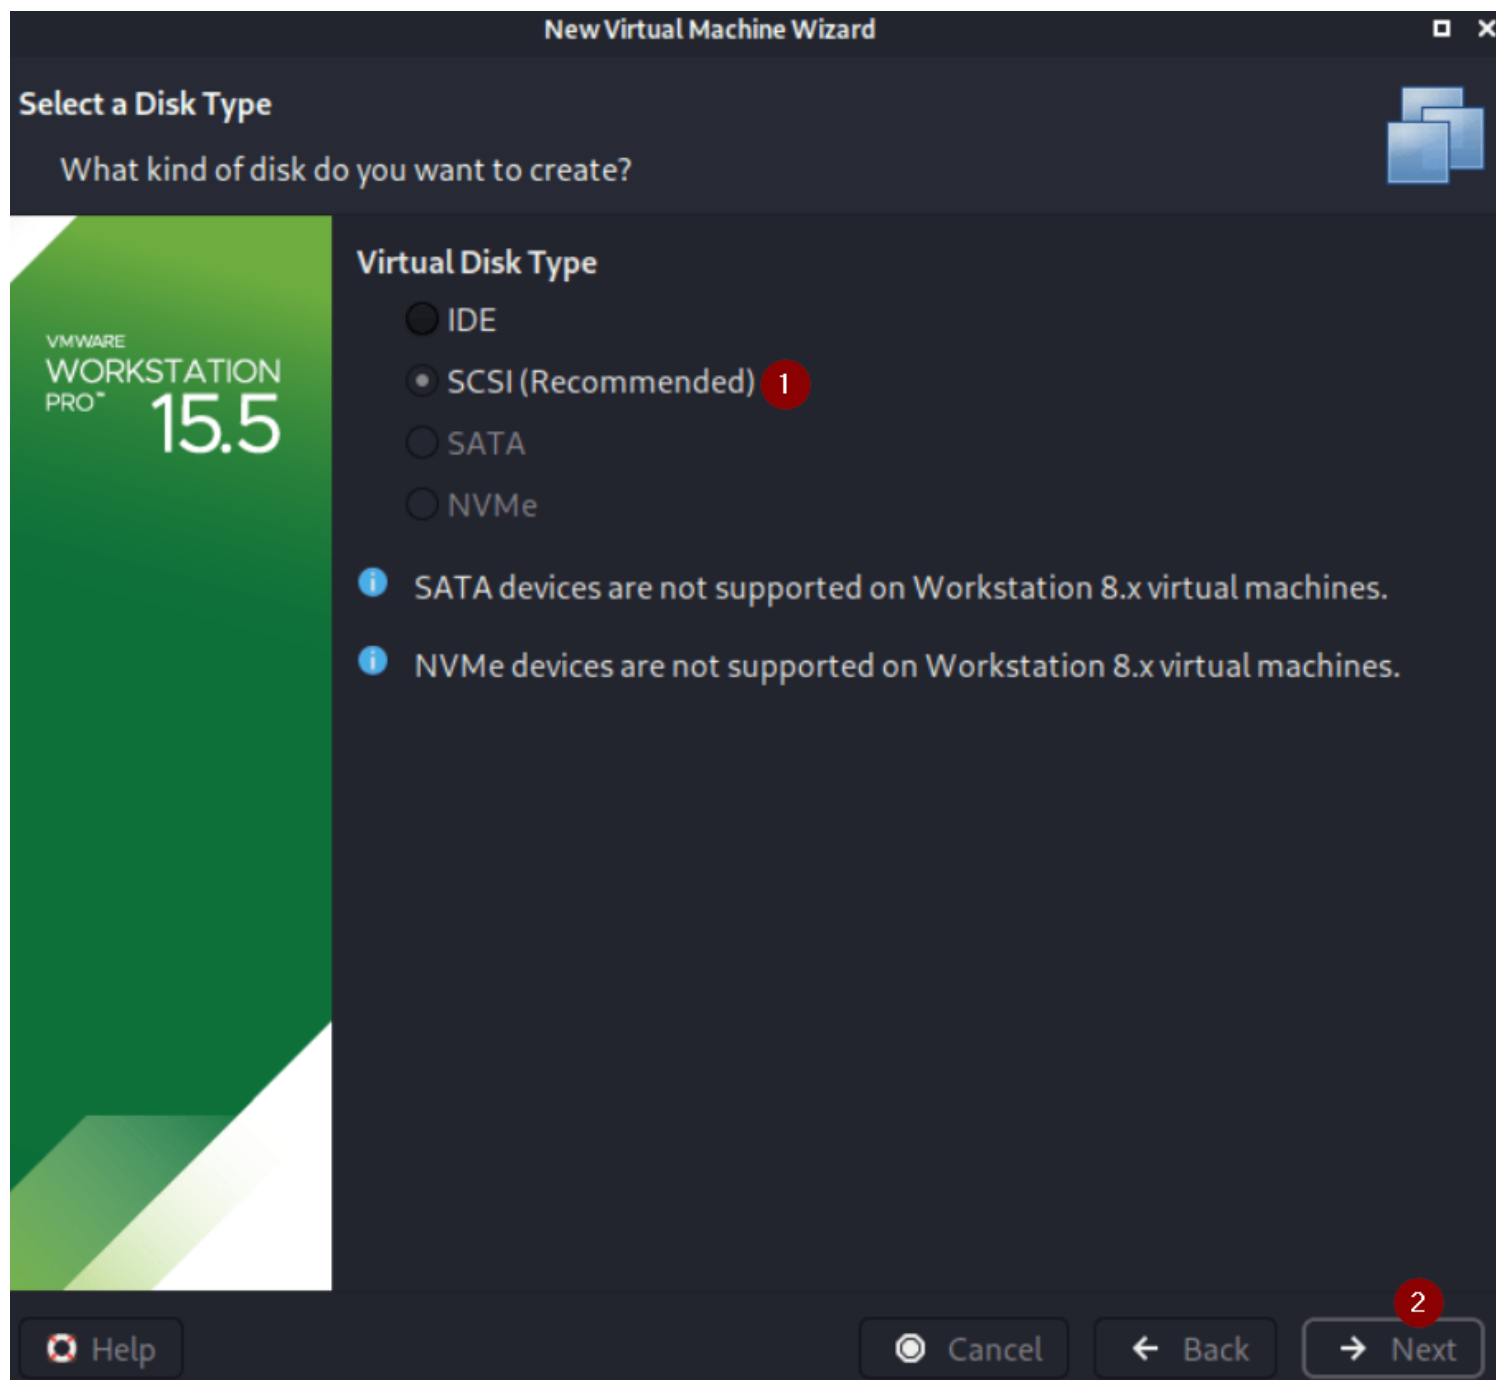 New Virtual Machine Wizard
Select a Disk Type
What kind of disk do you want to create?
VMWARE
WORKSTATION
PRO™ 15.5
Virtual Disk Type
IDE
SCSI (Recommended) 1
SATA
NVMe
SATA devices are not supported on Workstation 8.x virtual machines.
NVMe devices are not supported on Workstation 8.x virtual machines.
2
Help Cancel Back Next